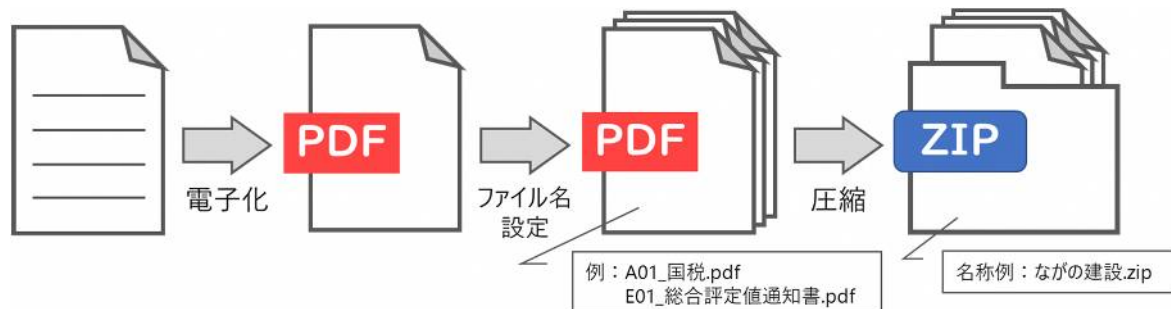 PDF
PDF
ZIP
電子化
ファイル名
設定
圧縮
例：A01_国税.pdf
E01_総合評定値通知書.pdf
名称例：ながの建設.zip